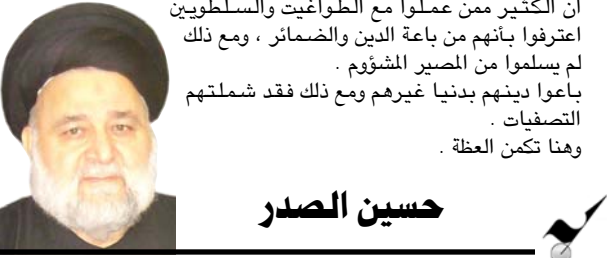 ان الكثير ممن عملوا مع الطواغيت والسلطويين
اعترفوا بأنهم من باعة الدين والضمائر ، ومع ذلك
لم يسلموا من المصير المشؤوم .
باعوا دينهم بدنيا غيرهم ومع ذلك فقد شملتهم
التصفيات .
وهنا تكمن العظة .
حسين الصدر